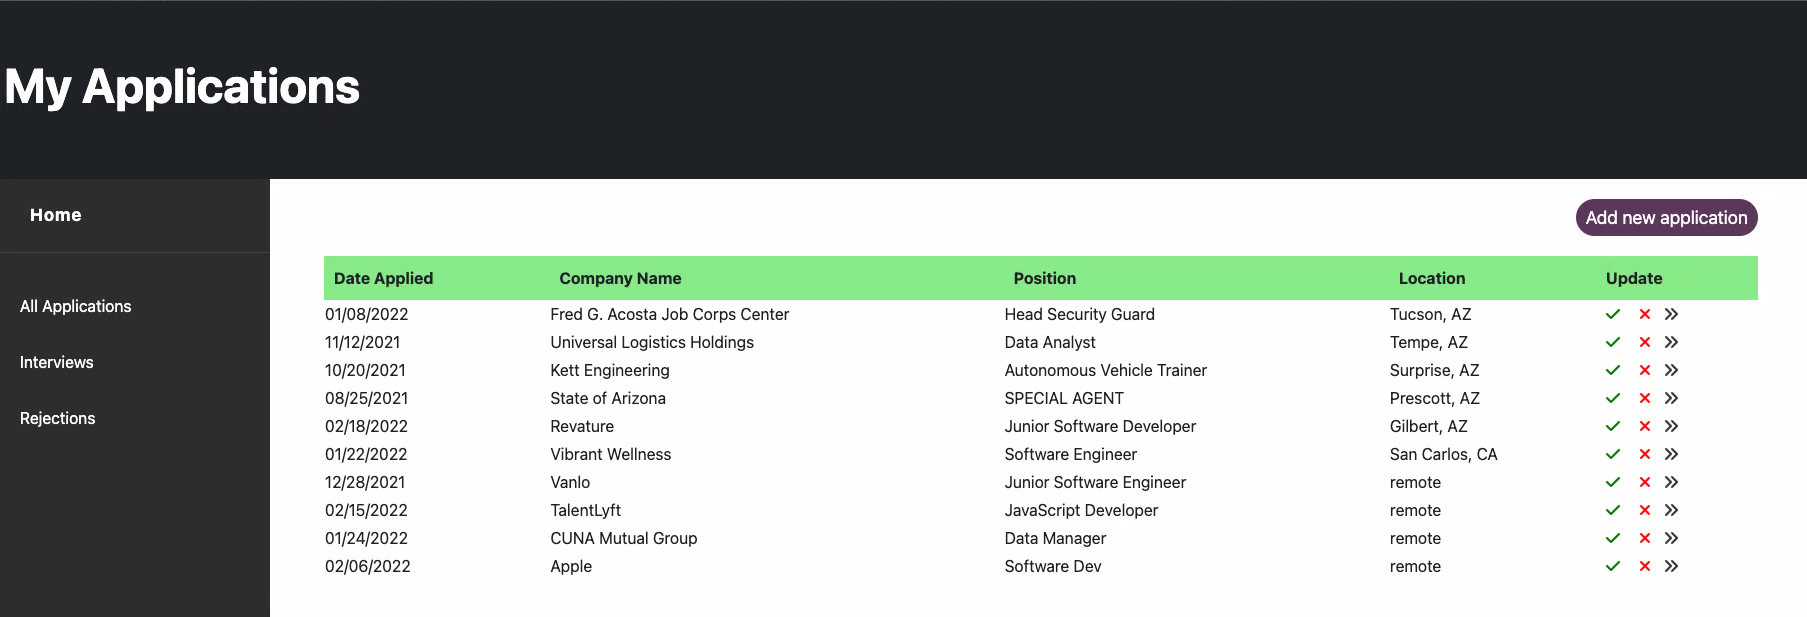 My Applications
Home
All Applications
Interviews
Rejections
Add new application
Date Applied Company Name Position Location Update
01/08/2022 Fred G. Acosta Job Corps Center Head Security Guard Tucson, AZ
11/12/2021 Universal Logistics Holdings Data Analyst Tempe, AZ
10/20/2021 Kett Engineering Autonomous Vehicle Trainer Surprise, AZ
08/25/2021 State of Arizona SPECIAL AGENT Prescott, AZ
02/18/2022 Revature Junior Software Developer Gilbert, AZ
01/22/2022 Vibrant Wellness Software Engineer San Carlos, CA
12/28/2021 Vanlo Junior Software Engineer remote
02/15/2022 TalentLyft JavaScript Developer remote
01/24/2022 CUNA Mutual Group Data Manager remote
02/06/2022 Apple Software Dev remote